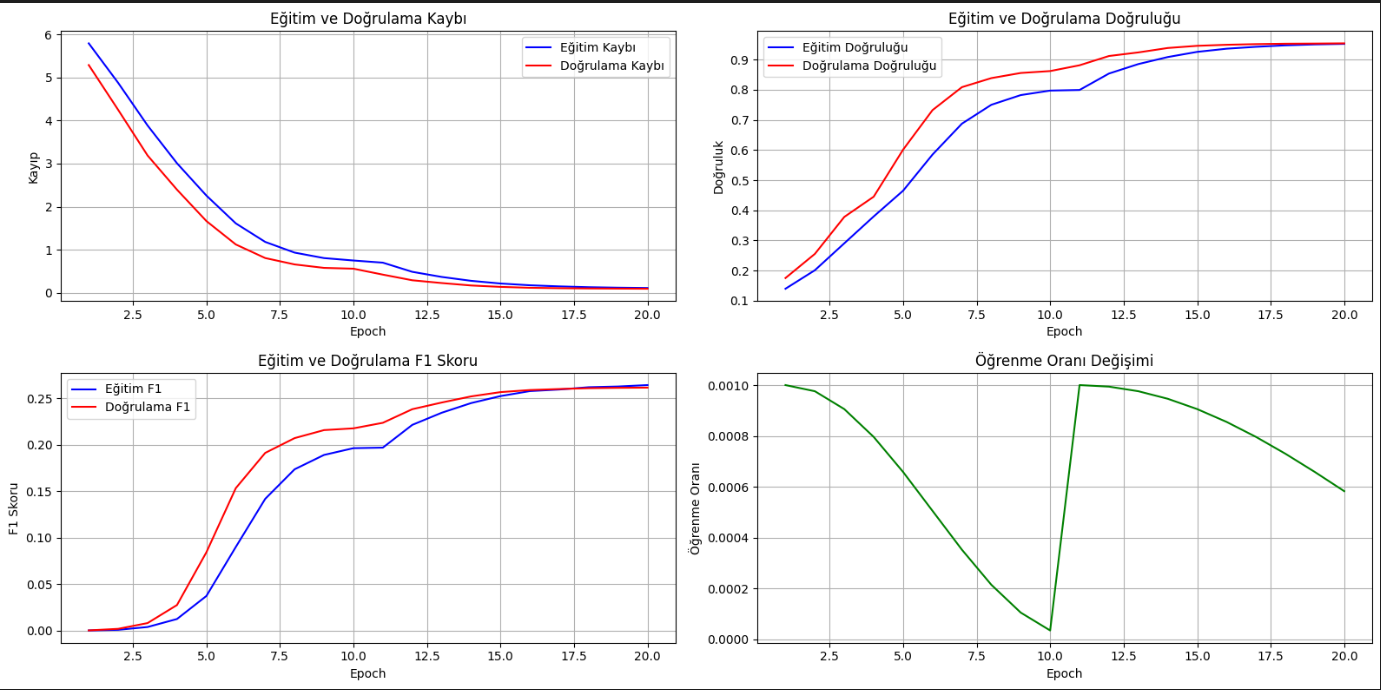 Eğitim ve Doğrulama Kaybı
6
5
4
3
2
1
0
Kayıp
Eğitim Kaybı
Doğrulama Kaybı
2.5 5.0 7.5 10.0 12.5 15.0 17.5 20.0
Epoch
Eğitim ve Doğrulama Doğruluğu
0.9
0.8
0.7
0.6
0.5
0.4
0.3
0.2
0.1
Doğruluk
Eğitim Doğruluğu
Doğrulama Doğruluğu
2.5 5.0 7.5 10.0 12.5 15.0 17.5 20.0
Epoch
Eğitim ve Doğrulama F1 Skoru
0.25
0.20
0.15
0.10
0.05
0.00
F1 Skoru
Eğitim F1
Doğrulama F1
2.5 5.0 7.5 10.0 12.5 15.0 17.5 20.0
Epoch
Öğrenme Oranı Değişimi
0.0010
0.0008
0.0006
0.0004
0.0002
0.0000
Öğrenme Oranı
2.5 5.0 7.5 10.0 12.5 15.0 17.5 20.0
Epoch